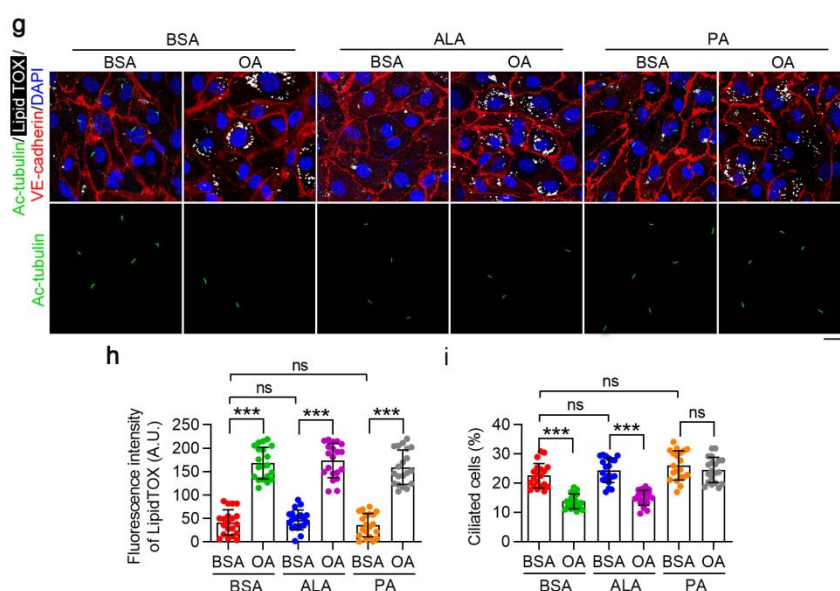 g
BSA ALA PA
BSA OA BSA OA BSA OA
Ac-tubulin/Lipid TOX/
VE-cadherin/DAPI
Ac-tubulin
h
ns
ns
*** *** ***
Fluorescence intensity
of LipidTOX (A.U.)
250
200
150
100
50
0
BSA OA BSA OA BSA OA
BSA ALA PA
i
ns
ns
*** *** ns
Ciliated cells (%)
40
30
20
10
0
BSA OA BSA OA BSA OA
BSA ALA PA